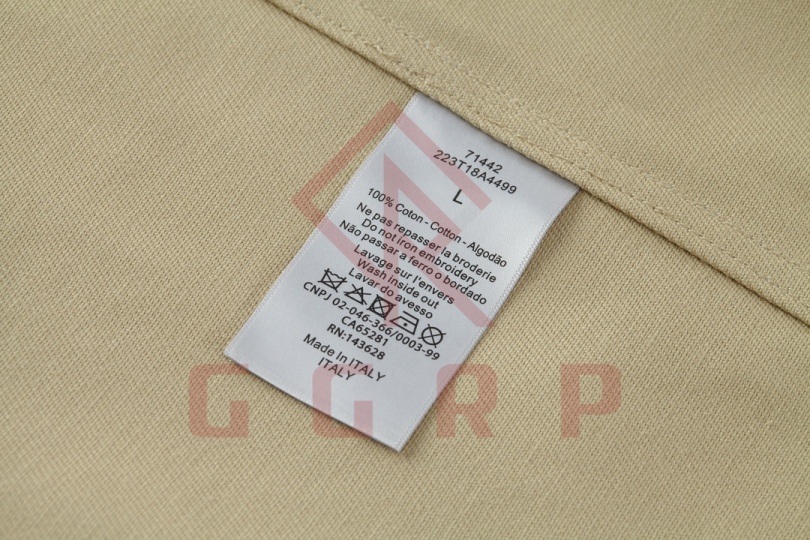 71442
223T18A4499
L
100% Coton - Cotton - Algodão
Ne pas repasser la broderie
Do not iron embroidery
Não passar a ferro o bordado
Lavage sur l'envers
Wash inside out
Lavar do avesso
CNPJ 02-046-366/0003-99
CA65281
RN:143628
Made In ITALY
ITALY
GGRP